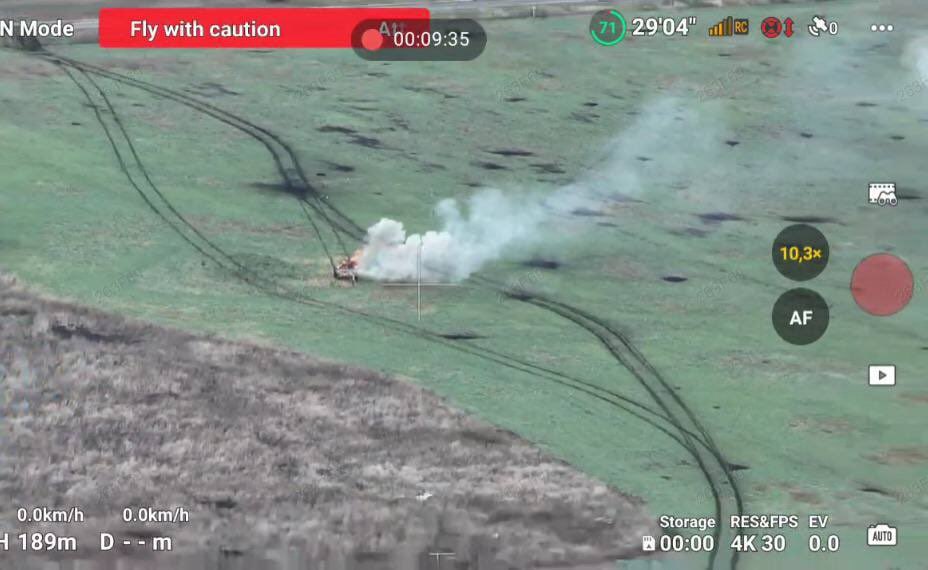 N Mode
Fly with caution
00:09:35
71
29'04"
RC
0
10,3×
AF
0.0km/h 0.0km/h
H 189m D - - m
Storage RES&FPS EV
00:00 4K 30 0.0
AUTO